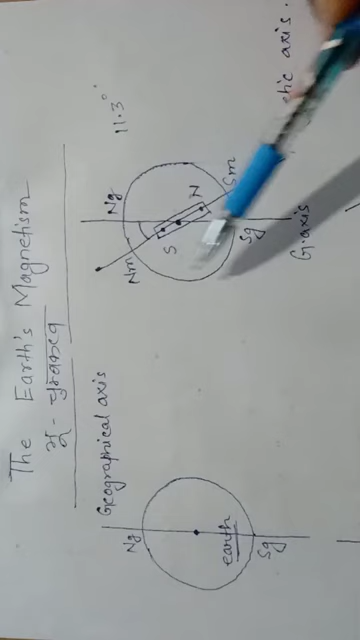 The Earth's Magnetism
भू-चुम्बकत्व
Geographical axis
Ng
earth
Sg
11.3°
Ng
Nm
S
N
Sm
Sg
G.axis
tic axis.